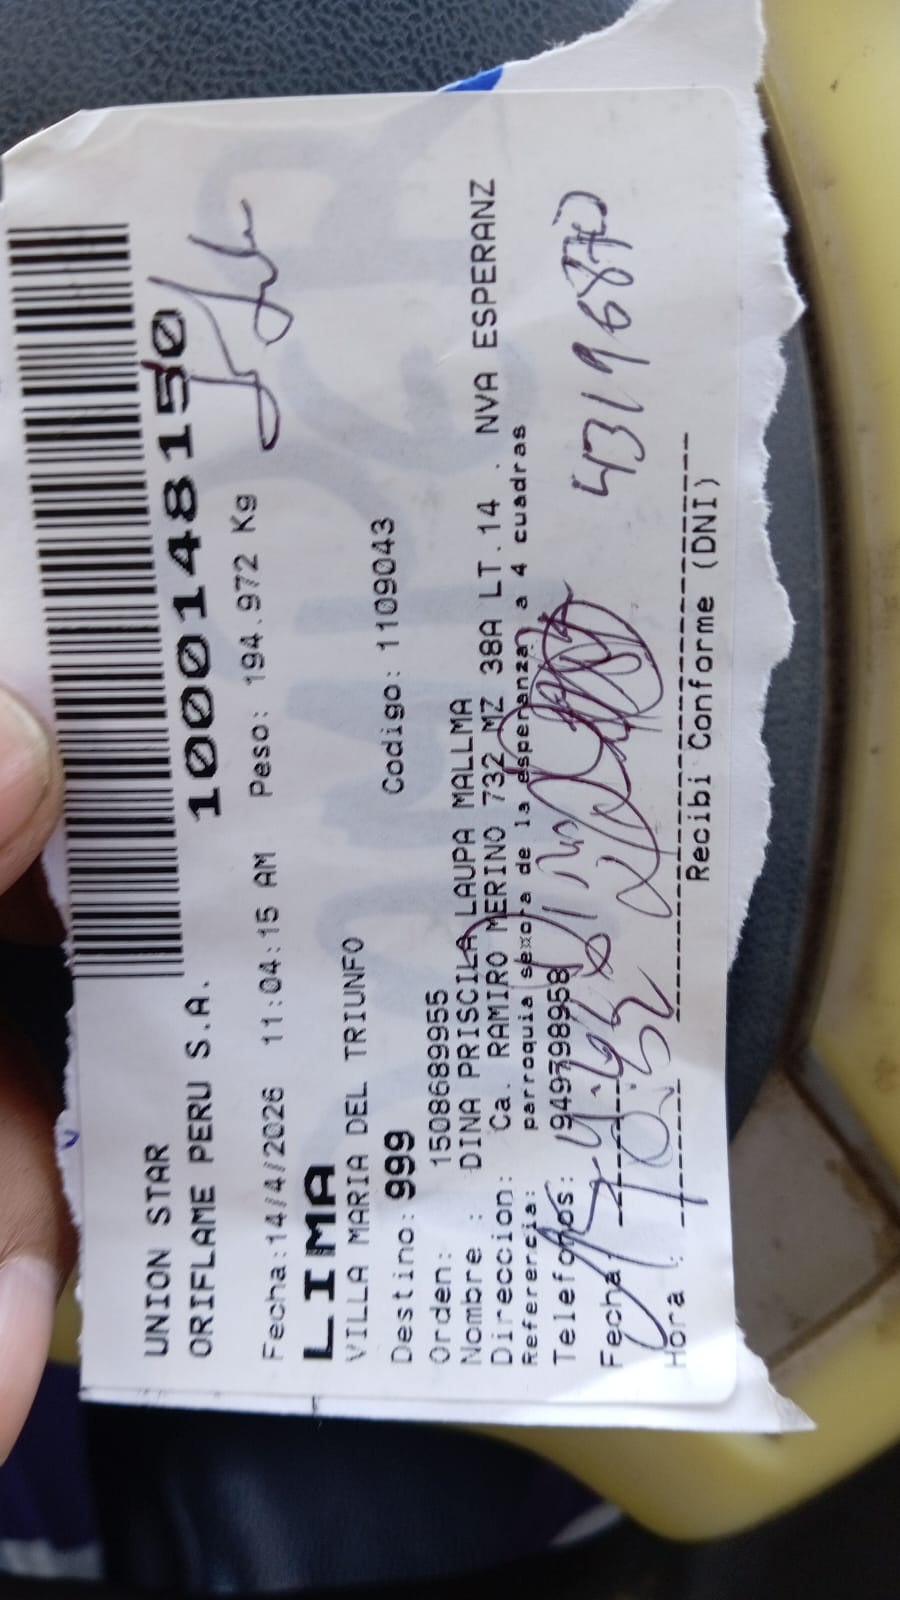 1000148150
UNION STAR
ORIFLAME PERU S.A.
Fecha:14/4/2026 11:04:15 AM Peso: 194.972 Kg
LIMA
VILLA MARIA DEL TRIUNFO
Destino: 999 Codigo: 1109043
Orden: 1508689955
Nombre : DINA PRISCILA LAUPA MALLMA
Direccion: Ca. RAMIRO MERINO 732 MZ 38A LT.14 . NVA ESPERANZ
Referencia: parroquia se¤ora de la esperanza a 4 cuadras
Telefonos: 949798958
Fecha
Hora :
Recibi Conforme (DNI)